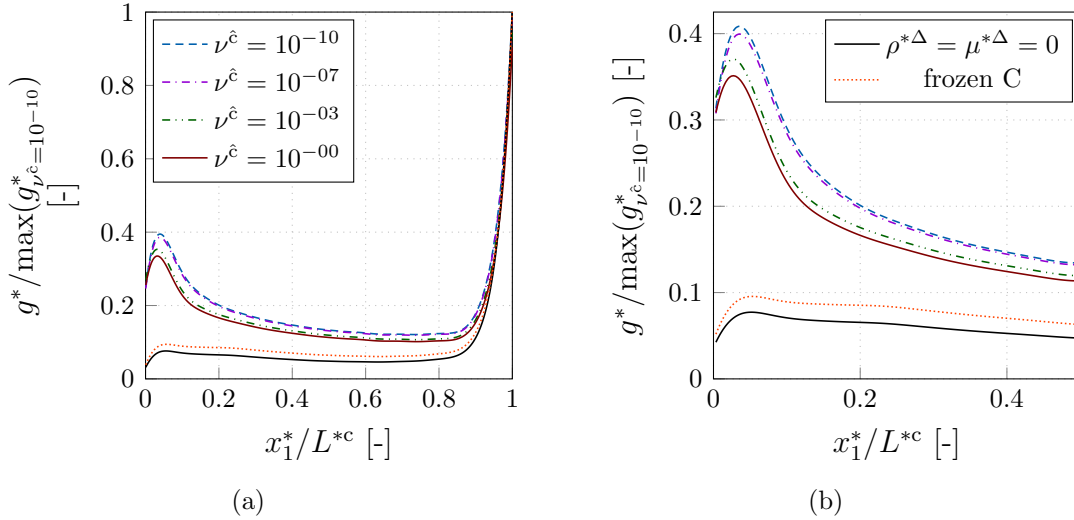 1
0.8
0.6
0.4
0.2
0
0 0.2 0.4 0.6 0.8 1
g*/max(g*_{ν^ĉ=10^{−10}})
[-]
x₁*/L*ᶜ [-]
ν^ĉ = 10^{−10}
ν^ĉ = 10^{−07}
ν^ĉ = 10^{−03}
ν^ĉ = 10^{−00}
(a)
0.4
0.3
0.2
0.1
0
0 0.2 0.4
g*/max(g*_{ν^ĉ=10^{−10}}) [-]
x₁*/L*ᶜ [-]
ρ*^Δ = μ*^Δ = 0
frozen C
(b)